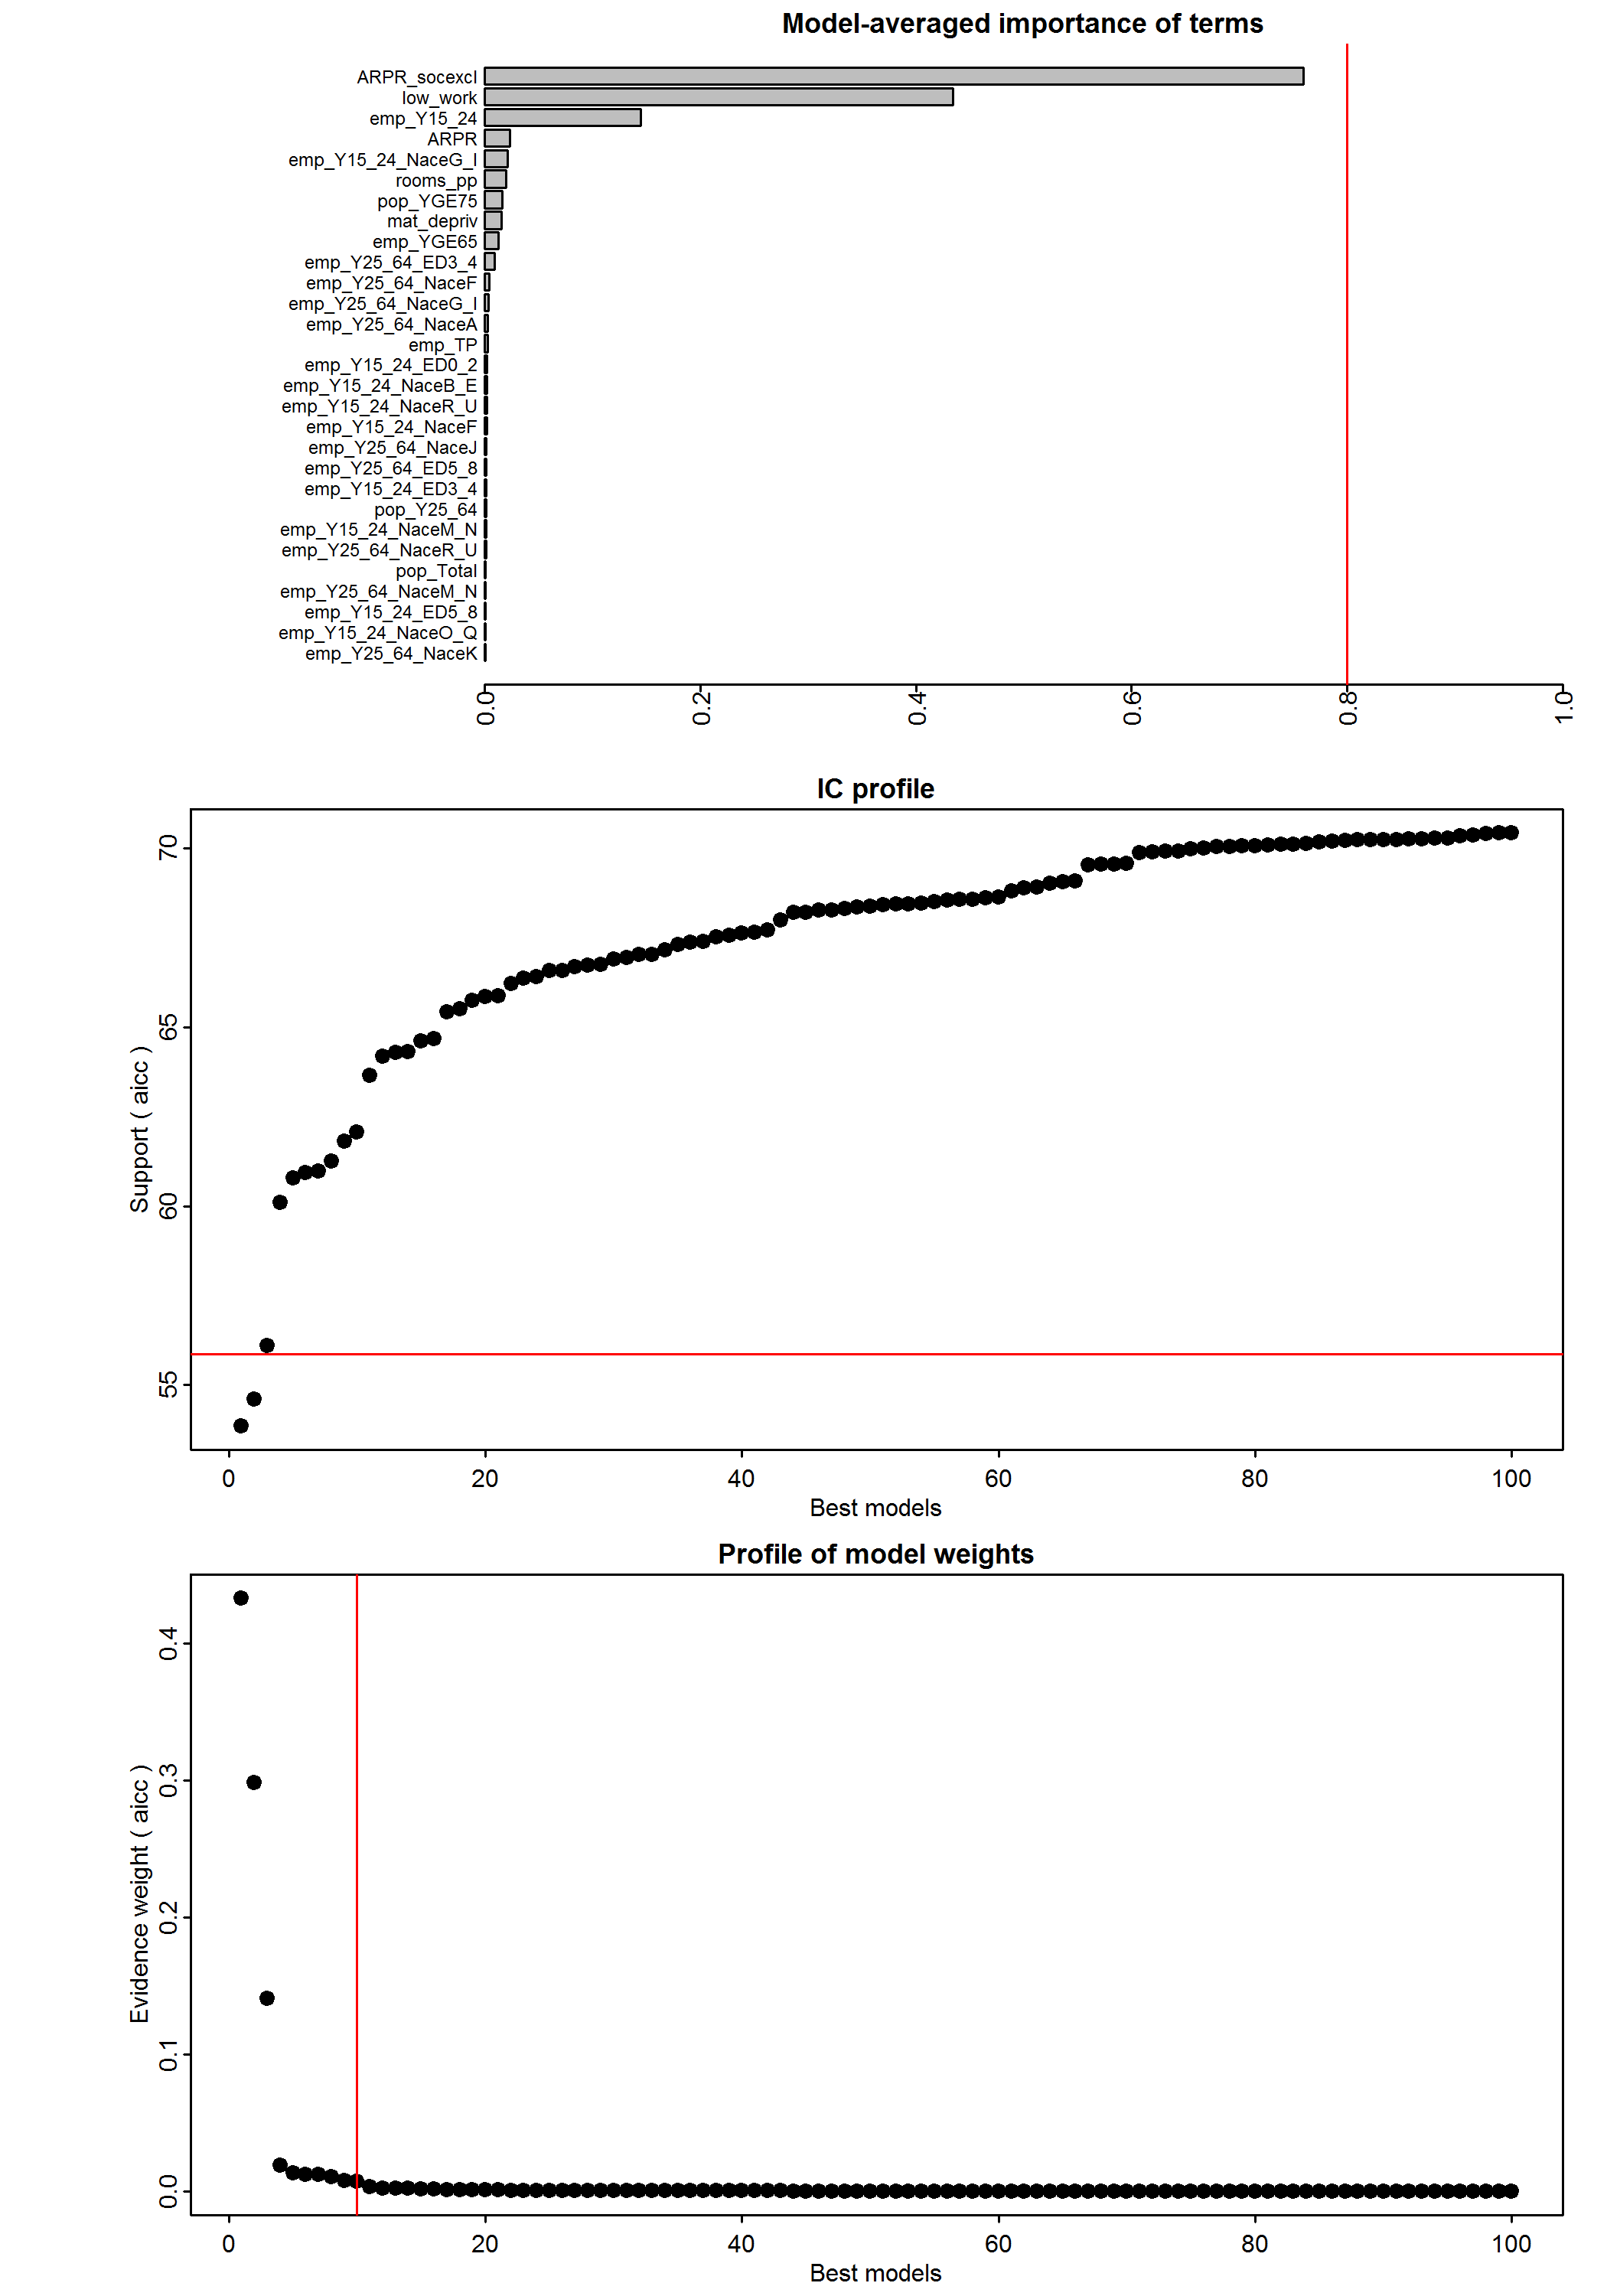 Model-averaged importance of terms
ARPR_socexcl
low_work
emp_Y15_24
ARPR
emp_Y15_24_NaceG_I
rooms_pp
pop_YGE75
mat_depriv
emp_YGE65
emp_Y25_64_ED3_4
emp_Y25_64_NaceF
emp_Y25_64_NaceG_I
emp_Y25_64_NaceA
emp_TP
emp_Y15_24_ED0_2
emp_Y15_24_NaceB_E
emp_Y15_24_NaceR_U
emp_Y15_24_NaceF
emp_Y25_64_NaceJ
emp_Y25_64_ED5_8
emp_Y15_24_ED3_4
pop_Y25_64
emp_Y15_24_NaceM_N
emp_Y25_64_NaceR_U
pop_Total
emp_Y25_64_NaceM_N
emp_Y15_24_ED5_8
emp_Y15_24_NaceO_Q
emp_Y25_64_NaceK
0.0 0.2 0.4 0.6 0.8 1.0
IC profile
Support ( aicc )
70
65
60
55
0 20 40 60 80 100
Best models
Profile of model weights
Evidence weight ( aicc )
0.4
0.3
0.2
0.1
0.0
0 20 40 60 80 100
Best models